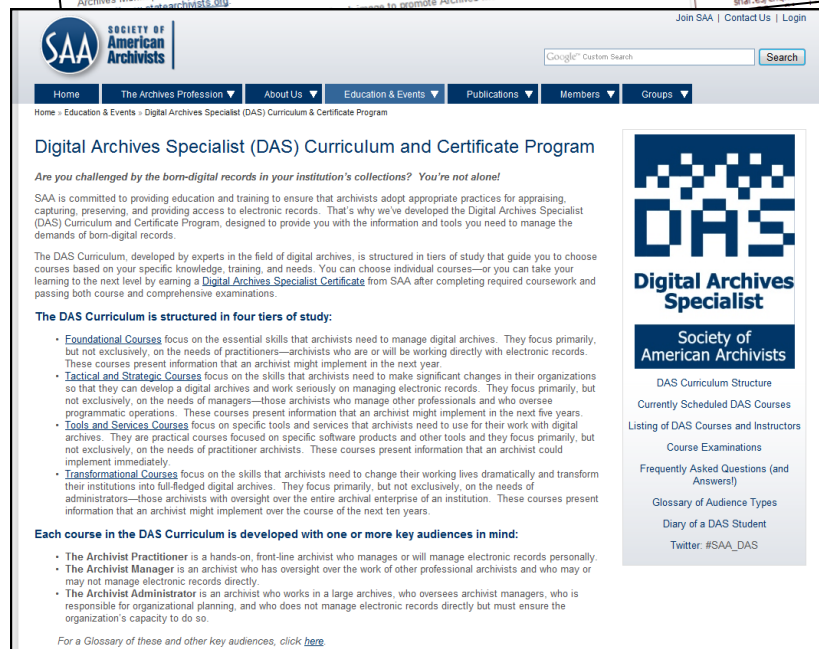 Archives Mon
statearchivists.org.
image to promote Archives
Join SAA | Contact Us | Login
SAA
SOCIETY OF
American
Archivists
Google™ Custom Search
Search
Home
The Archives Profession ▼
About Us ▼
Education & Events ▼
Publications ▼
Members ▼
Groups ▼
Home » Education & Events » Digital Archives Specialist (DAS) Curriculum & Certificate Program
Digital Archives Specialist (DAS) Curriculum and Certificate Program
Are you challenged by the born-digital records in your institution's collections?  You're not alone!
SAA is committed to providing education and training to ensure that archivists adopt appropriate practices for appraising,
capturing, preserving, and providing access to electronic records.  That's why we've developed the Digital Archives Specialist
(DAS) Curriculum and Certificate Program, designed to provide you with the information and tools you need to manage the
demands of born-digital records.
The DAS Curriculum, developed by experts in the field of digital archives, is structured in tiers of study that guide you to choose
courses based on your specific knowledge, training, and needs.  You can choose individual courses—or you can take your
learning to the next level by earning a Digital Archives Specialist Certificate from SAA after completing required coursework and
passing both course and comprehensive examinations.
The DAS Curriculum is structured in four tiers of study:
• Foundational Courses focus on the essential skills that archivists need to manage digital archives.  They focus primarily,
but not exclusively, on the needs of practitioners—archivists who are or will be working directly with electronic records.
These courses present information that an archivist might implement in the next year.
• Tactical and Strategic Courses focus on the skills that archivists need to make significant changes in their organizations
so that they can develop a digital archives and work seriously on managing electronic records.  They focus primarily, but
not exclusively, on the needs of managers—those archivists who manage other professionals and who oversee
programmatic operations.  These courses present information that an archivist might implement in the next five years.
• Tools and Services Courses focus on specific tools and services that archivists need to use for their work with digital
archives.  They are practical courses focused on specific software products and other tools and they focus primarily, but
not exclusively, on the needs of practitioner archivists.  These courses present information that an archivist could
implement immediately.
• Transformational Courses focus on the skills that archivists need to change their working lives dramatically and transform
their institutions into full-fledged digital archives.  They focus primarily, but not exclusively, on the needs of
administrators—those archivists with oversight over the entire archival enterprise of an institution.  These courses present
information that an archivist might implement over the course of the next ten years.
Each course in the DAS Curriculum is developed with one or more key audiences in mind:
• The Archivist Practitioner is a hands-on, front-line archivist who manages or will manage electronic records personally.
• The Archivist Manager is an archivist who has oversight over the work of other professional archivists and who may or
may not manage electronic records directly.
• The Archivist Administrator is an archivist who works in a large archives, who oversees archivist managers, who is
responsible for organizational planning, and who does not manage electronic records directly but must ensure the
organization's capacity to do so.
For a Glossary of these and other key audiences, click here.
DAS
Digital Archives
Specialist
Society of
American Archivists
DAS Curriculum Structure
Currently Scheduled DAS Courses
Listing of DAS Courses and Instructors
Course Examinations
Frequently Asked Questions (and
Answers!)
Glossary of Audience Types
Diary of a DAS Student
Twitter: #SAA_DAS